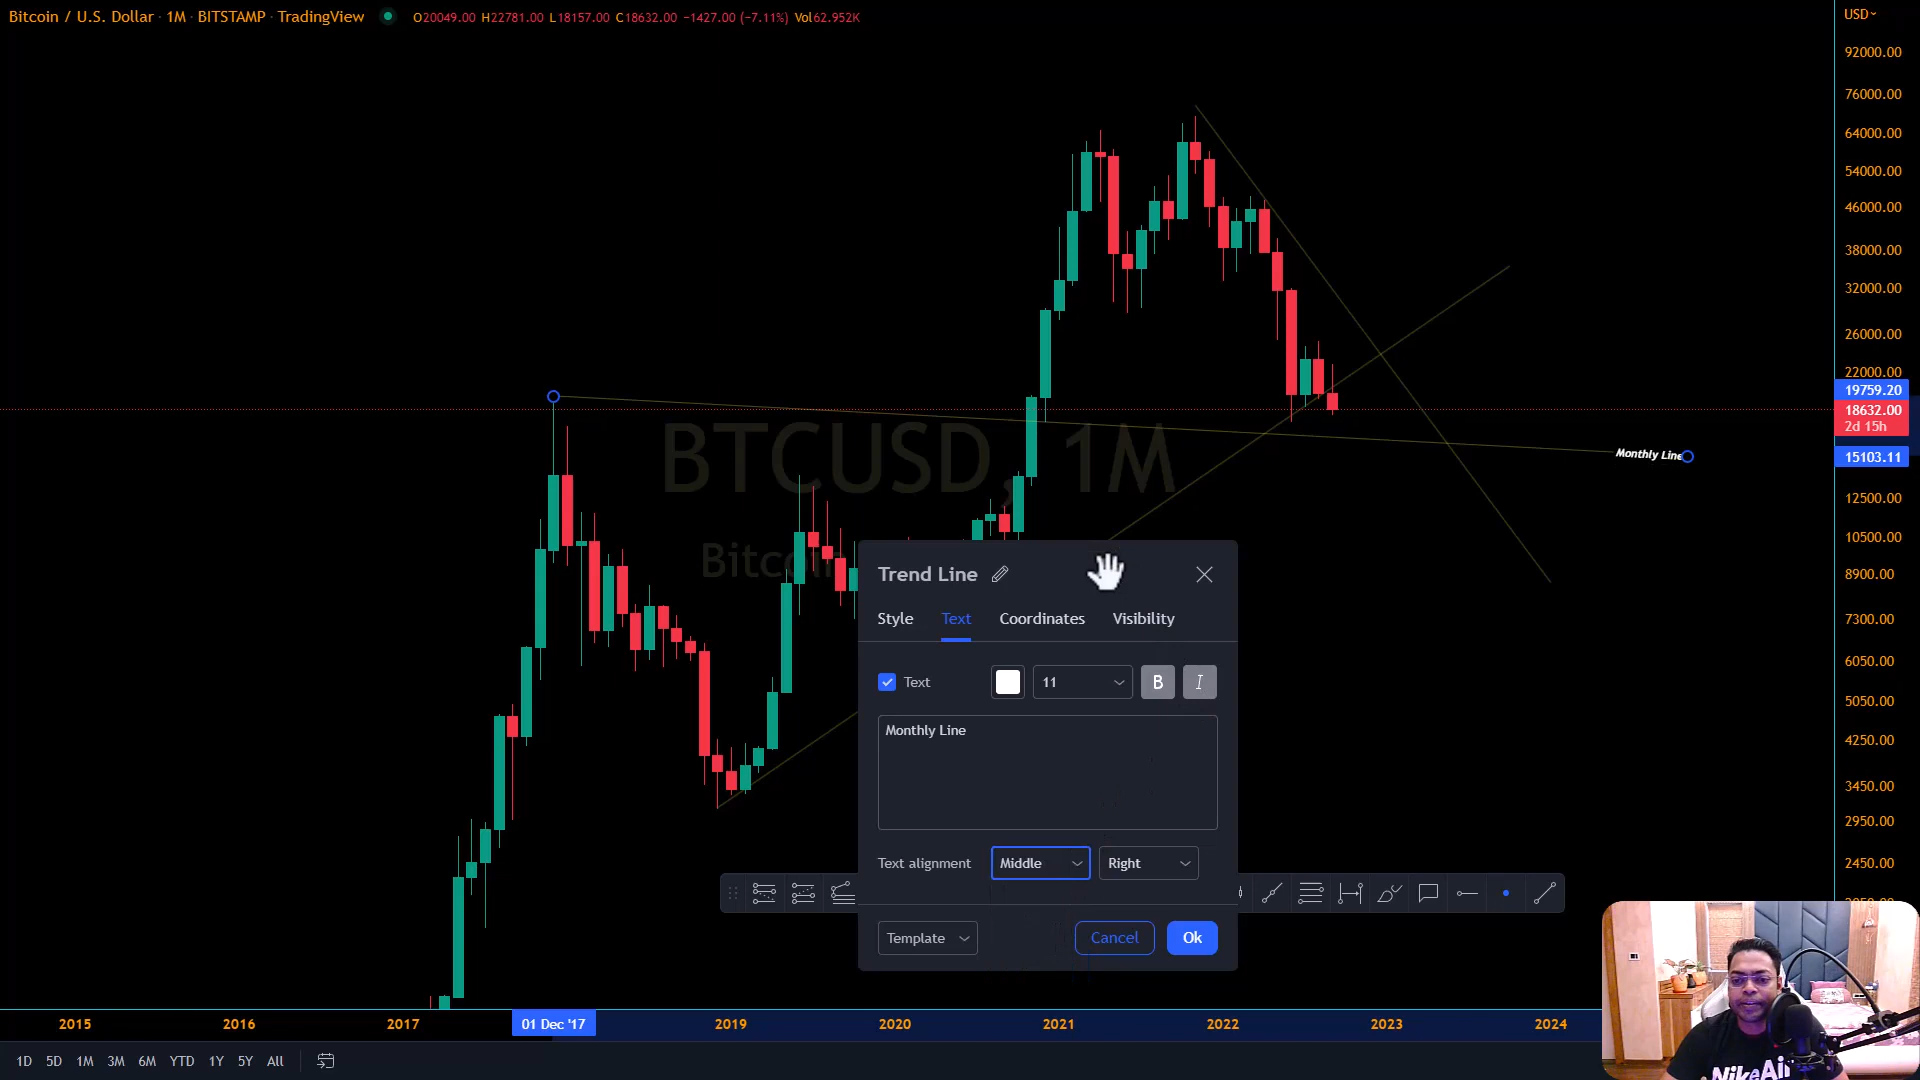 Bitcoin / U.S. Dollar · 1M · BITSTAMP · TradingView O20049.00 H22781.00 L18157.00 C18632.00 −1427.00 (−7.11%) Vol62.952K
USD
92000.00
76000.00
64000.00
54000.00
46000.00
38000.00
32000.00
26000.00
22000.00
19759.20
18632.00
2d 15h
15103.11
12500.00
10500.00
8900.00
7300.00
6050.00
5050.00
4250.00
3450.00
2950.00
2450.00
Monthly Line
BTCUSD, 1M
Trend Line
Style Text Coordinates Visibility
Text 11 B I
Monthly Line
Text alignment Middle Right
Template Cancel Ok
2015 2016 2017 01 Dec '17 2019 2020 2021 2022 2023 2024
1D 5D 1M 3M 6M YTD 1Y 5Y All
NikeAir